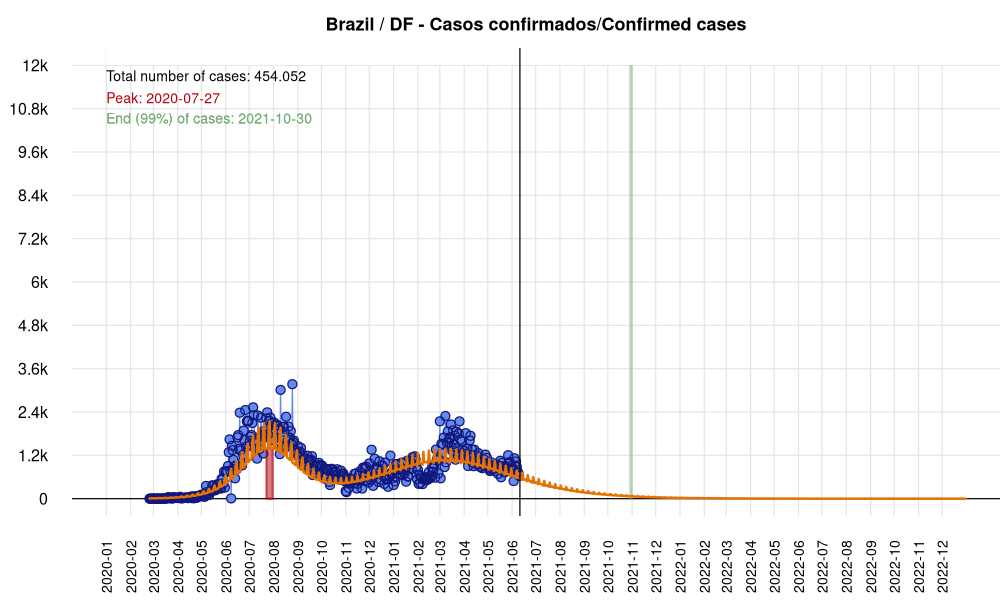 Brazil / DF - Casos confirmados/Confirmed cases
Total number of cases: 454.052
Peak: 2020-07-27
End (99%) of cases: 2021-10-30
12k
10.8k
9.6k
8.4k
7.2k
6k
4.8k
3.6k
2.4k
1.2k
0
2020-01
2020-02
2020-03
2020-04
2020-05
2020-06
2020-07
2020-08
2020-09
2020-10
2020-11
2020-12
2021-01
2021-02
2021-03
2021-04
2021-05
2021-06
2021-07
2021-08
2021-09
2021-10
2021-11
2021-12
2022-01
2022-02
2022-03
2022-04
2022-05
2022-06
2022-07
2022-08
2022-09
2022-10
2022-11
2022-12